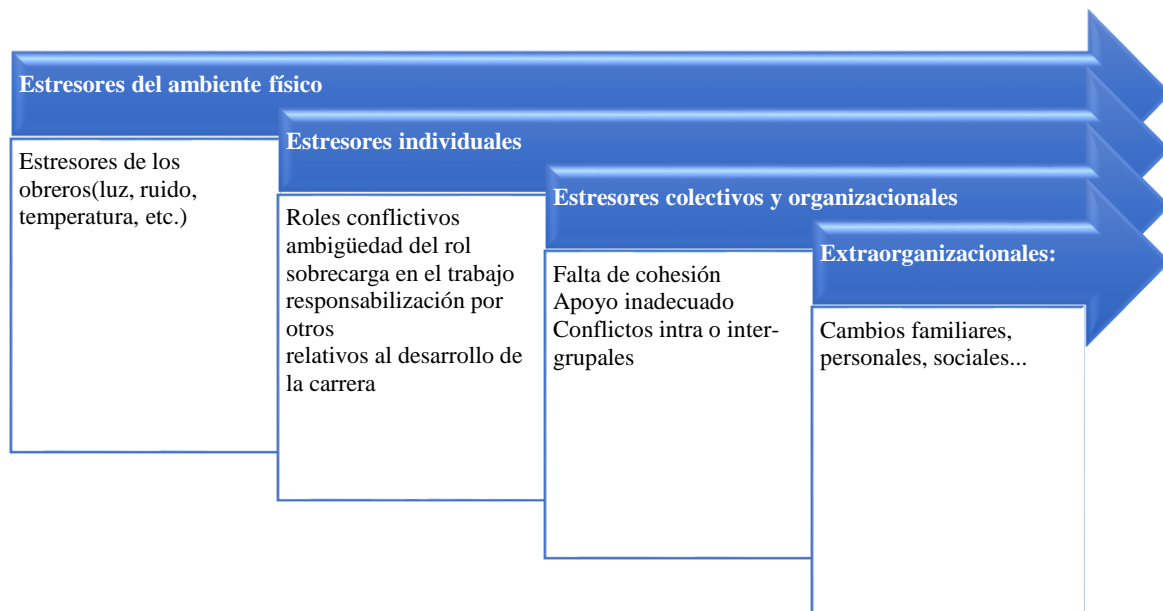 Estresores del ambiente físico
Estresores de los
obreros(luz, ruido,
temperatura, etc.)
Estresores individuales
Roles conflictivos
ambigüedad del rol
sobrecarga en el trabajo
responsabilización por
otros
relativos al desarrollo de
la carrera
Estresores colectivos y organizacionales
Falta de cohesión
Apoyo inadecuado
Conflictos intra o inter-
grupales
Extraorganizacionales:
Cambios familiares,
personales, sociales...